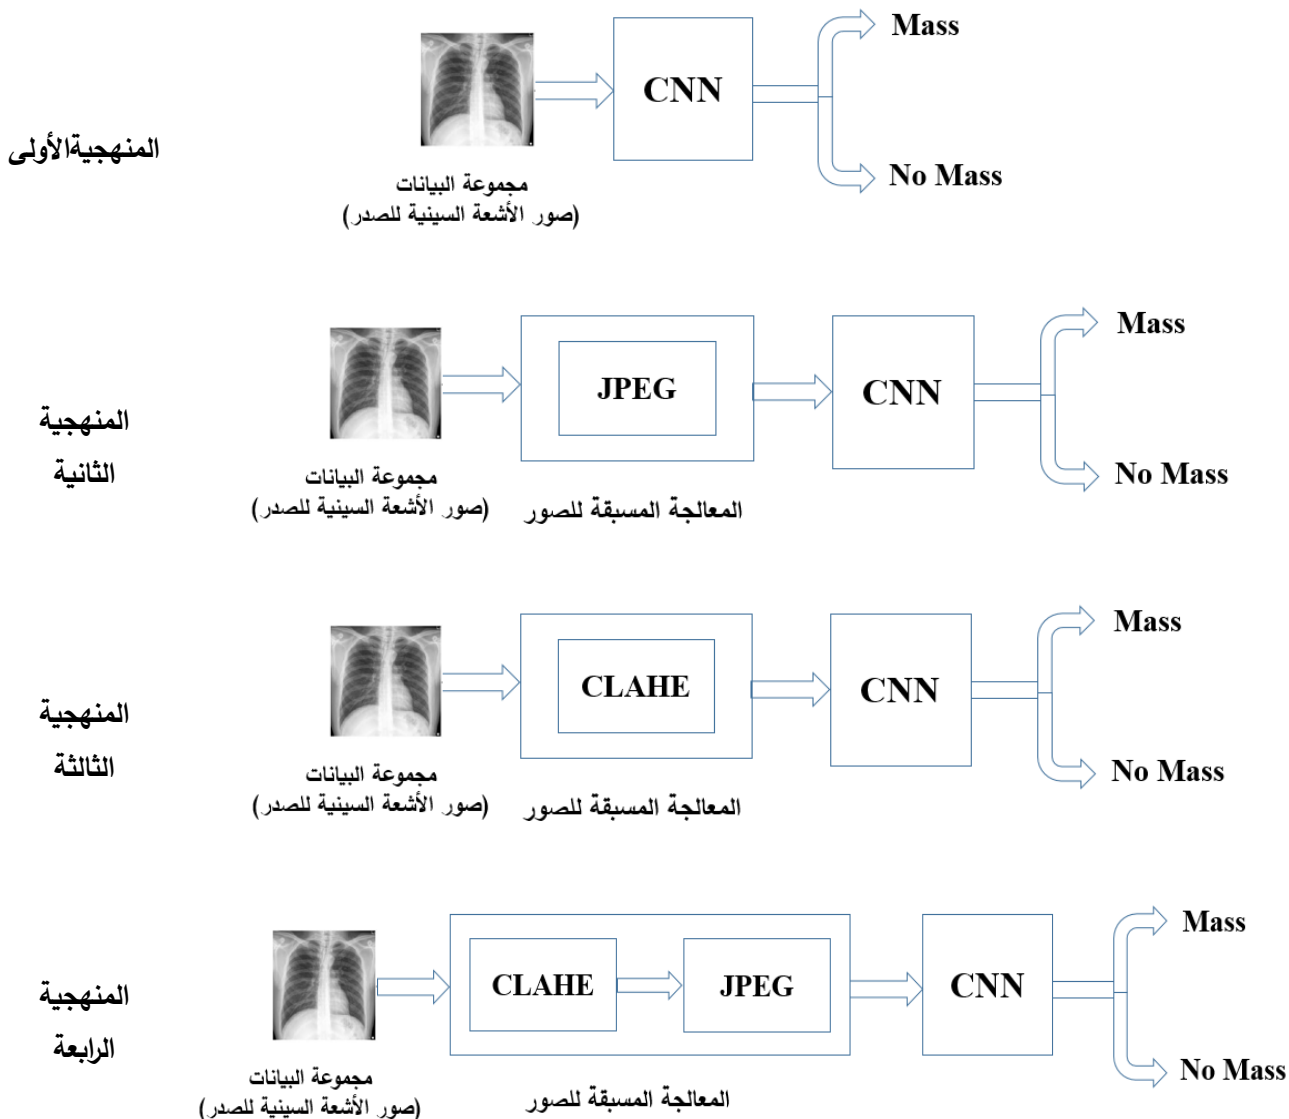 المنهجية الأولى
CNN
Mass
No Mass
مجموعة البيانات
(صور الأشعة السينية للصدر)
المنهجية
الثانية
JPEG
CNN
Mass
No Mass
مجموعة البيانات
(صور الأشعة السينية للصدر)
المعالجة المسبقة للصور
المنهجية
الثالثة
CLAHE
CNN
Mass
No Mass
مجموعة البيانات
(صور الأشعة السينية للصدر)
المعالجة المسبقة للصور
المنهجية
الرابعة
CLAHE
JPEG
CNN
Mass
No Mass
مجموعة البيانات
(صور الأشعة السينية للصدر)
المعالجة المسبقة للصور